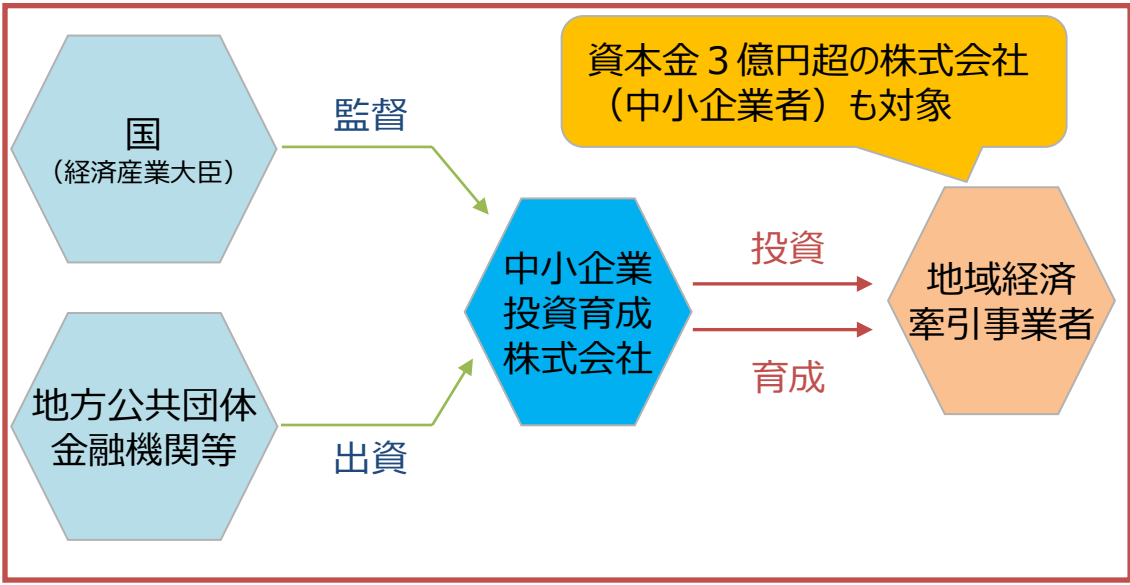 資本金３億円超の株式会社
（中小企業者）も対象
国
（経済産業大臣）
監督
中小企業
投資育成
株式会社
投資
育成
地域経済
牽引事業者
地方公共団体
金融機関等
出資